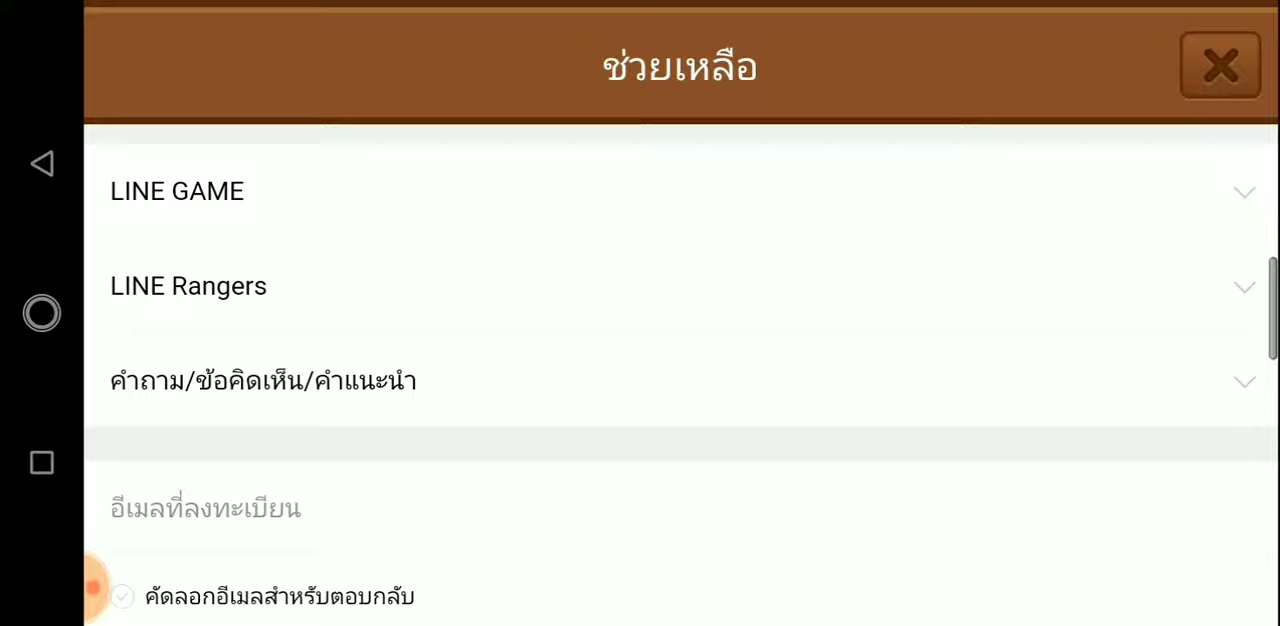 ช่วยเหลือ
LINE GAME
LINE Rangers
คำถาม/ข้อคิดเห็น/คำแนะนำ
อีเมลที่ลงทะเบียน
คัดลอกอีเมลสำหรับตอบกลับ